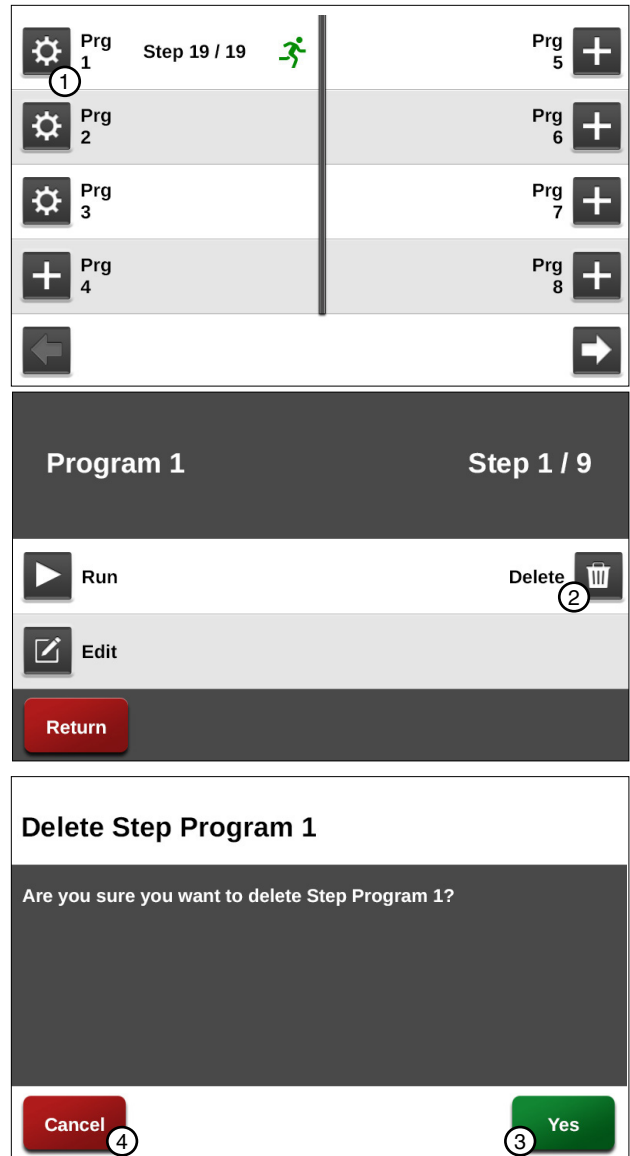 Prg
1
Step 19 / 19
Prg
5
1
Prg
2
Prg
6
Prg
3
Prg
7
Prg
4
Prg
8
Program 1
Step 1 / 9
Run
Delete
2
Edit
Return
Delete Step Program 1
Are you sure you want to delete Step Program 1?
Cancel
4
Yes
3